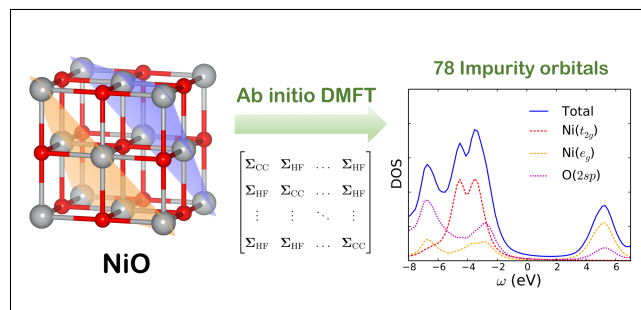 NiO
Ab initio DMFT
Σ_CC Σ_HF … Σ_HF
Σ_HF Σ_CC … Σ_HF
⋮ ⋮ ⋱ ⋮
Σ_HF Σ_HF … Σ_CC
78 Impurity orbitals
DOS
Total
Ni(t_2g)
Ni(e_g)
O(2sp)
−8 −6 −4 −2 0 2 4 6
ω (eV)